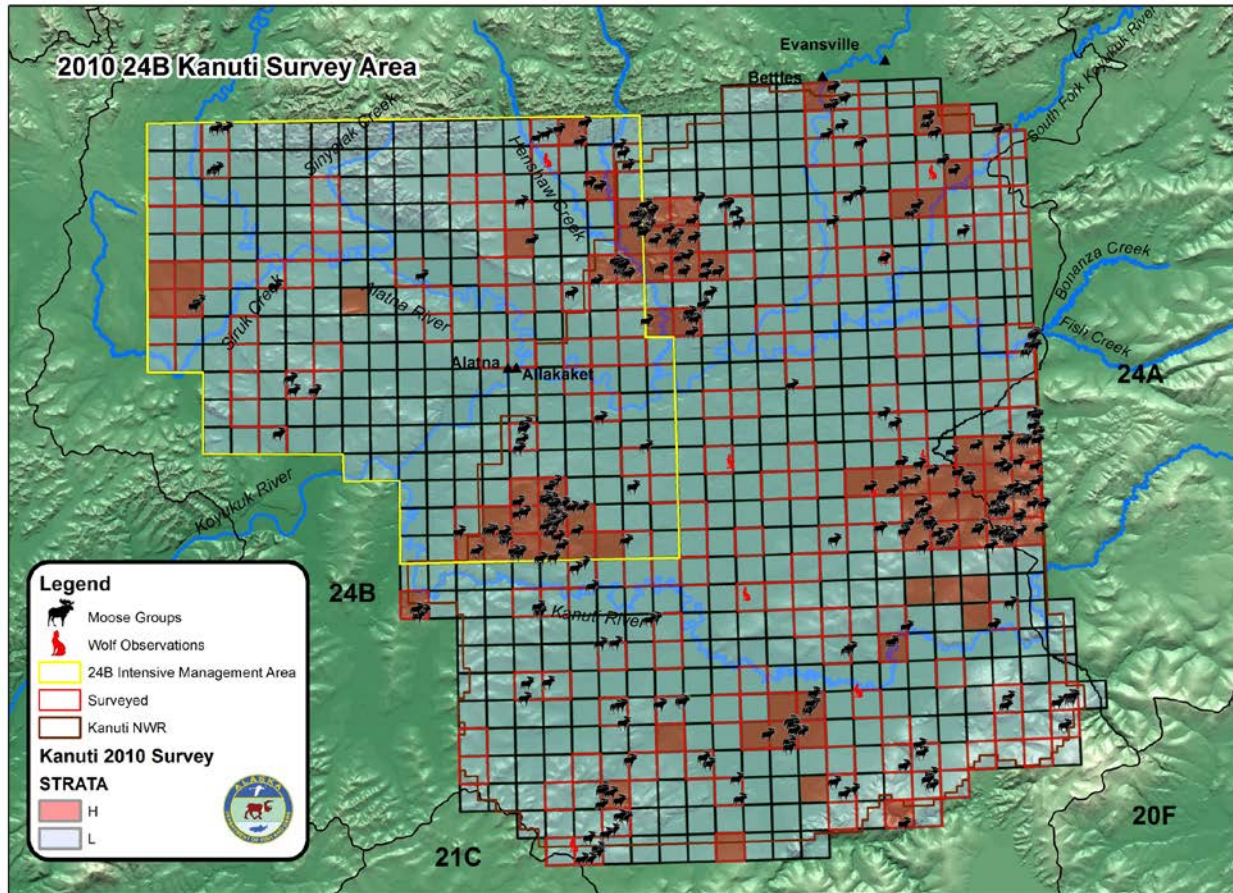 2010 24B Kanuti Survey Area
Evansville
Bettles
South Fork Koyukuk River
Sinyalak Creek
Henshaw Creek
Bonanza Creek
Fish Creek
24A
Siruk Creek
Alatna River
Alatna
Allakaket
Koyukuk River
24B
Kanuti River
21C
20F
Legend
Moose Groups
Wolf Observations
24B Intensive Management Area
Surveyed
Kanuti NWR
Kanuti 2010 Survey
STRATA
H
L
ALASKA